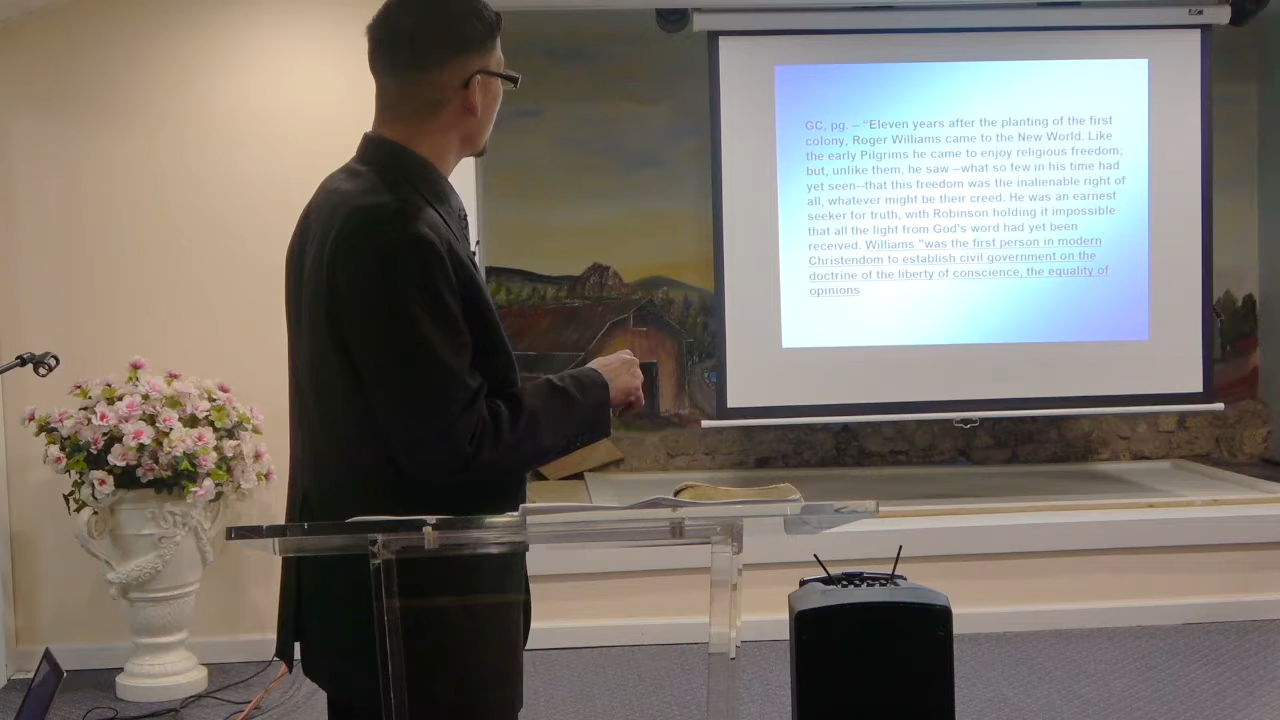 GC, pg. – "Eleven years after the planting of the first
colony, Roger Williams came to the New World. Like
the early Pilgrims he came to enjoy religious freedom;
but, unlike them, he saw –what so few in his time had
yet seen--that this freedom was the inalienable right of
all, whatever might be their creed. He was an earnest
seeker for truth, with Robinson holding it impossible
that all the light from God's word had yet been
received. Williams "was the first person in modern
Christendom to establish civil government on the
doctrine of the liberty of conscience, the equality of
opinions